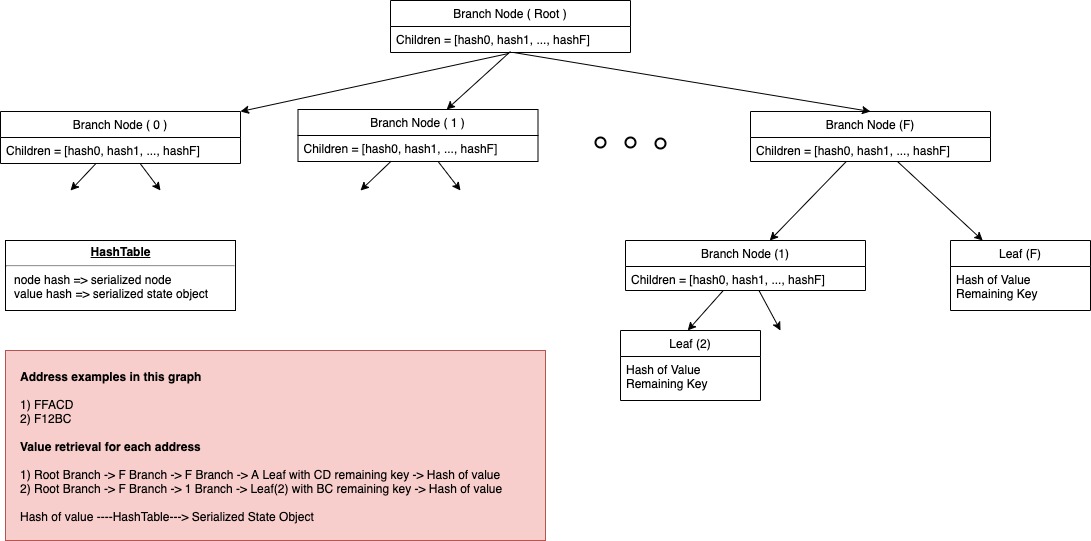 Branch Node ( Root )
Children = [hash0, hash1, ..., hashF]
Branch Node ( 0 )
Children = [hash0, hash1, ..., hashF]
Branch Node ( 1 )
Children = [hash0, hash1, ..., hashF]
Branch Node (F)
Children = [hash0, hash1, ..., hashF]
HashTable
node hash => serialized node
value hash => serialized state object
Branch Node (1)
Children = [hash0, hash1, ..., hashF]
Leaf (F)
Hash of Value
Remaining Key
Leaf (2)
Hash of Value
Remaining Key
Address examples in this graph
1) FFACD
2) F12BC
Value retrieval for each address
1) Root Branch -> F Branch -> F Branch -> A Leaf with CD remaining key -> Hash of value
2) Root Branch -> F Branch -> 1 Branch -> Leaf(2) with BC remaining key -> Hash of value
Hash of value ----HashTable---> Serialized State Object